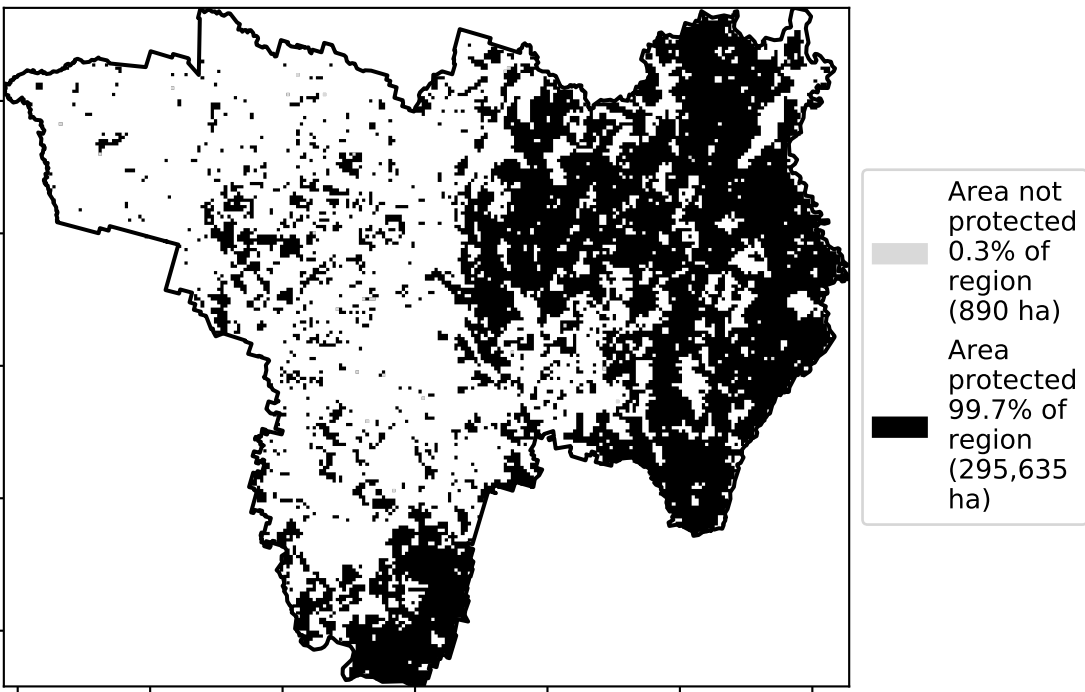 Area not
protected
0.3% of
region
(890 ha)
Area
protected
99.7% of
region
(295,635
ha)